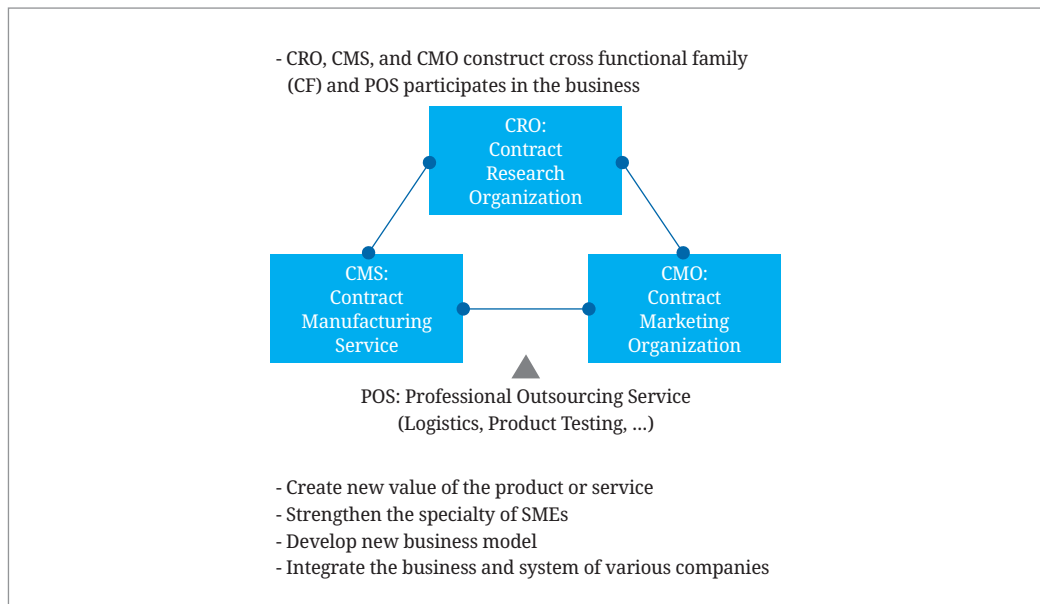 - CRO, CMS, and CMO construct cross functional family
(CF) and POS participates in the business
CRO:
Contract
Research
Organization
CMS:
Contract
Manufacturing
Service
CMO:
Contract
Marketing
Organization
POS: Professional Outsourcing Service
(Logistics, Product Testing, ...)
- Create new value of the product or service
- Strengthen the specialty of SMEs
- Develop new business model
- Integrate the business and system of various companies